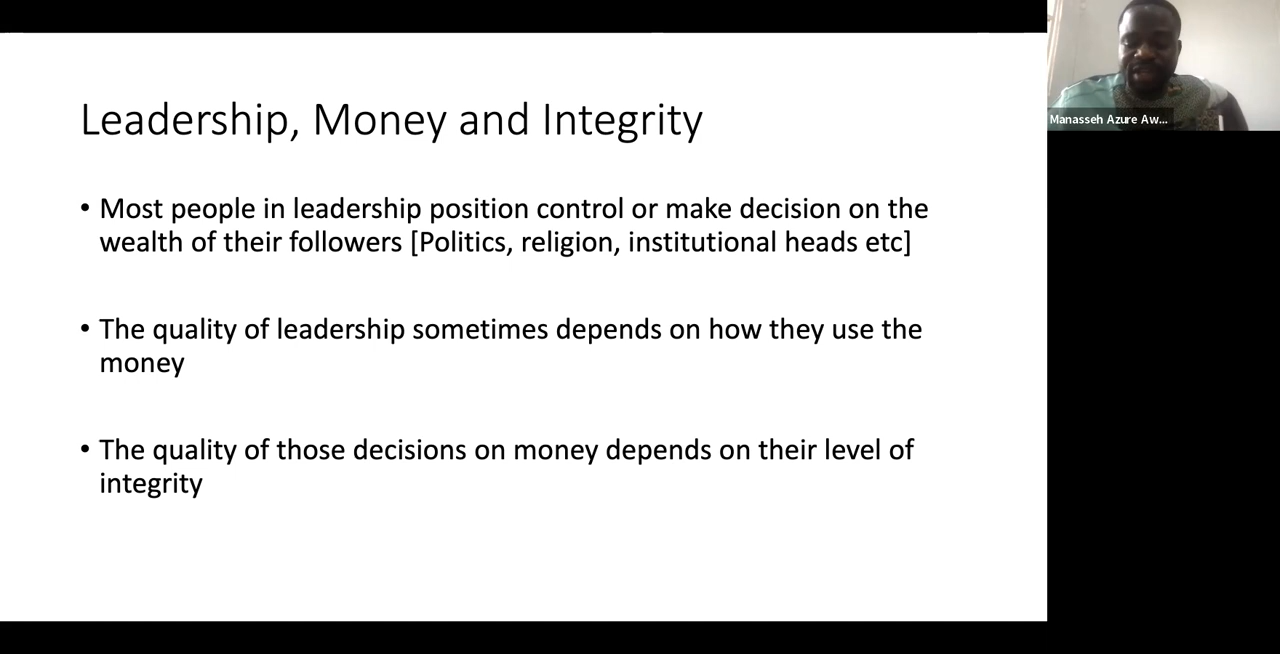 Leadership, Money and Integrity
• Most people in leadership position control or make decision on the
wealth of their followers [Politics, religion, institutional heads etc]
• The quality of leadership sometimes depends on how they use the
money
• The quality of those decisions on money depends on their level of
integrity
Manasseh Azure Aw...